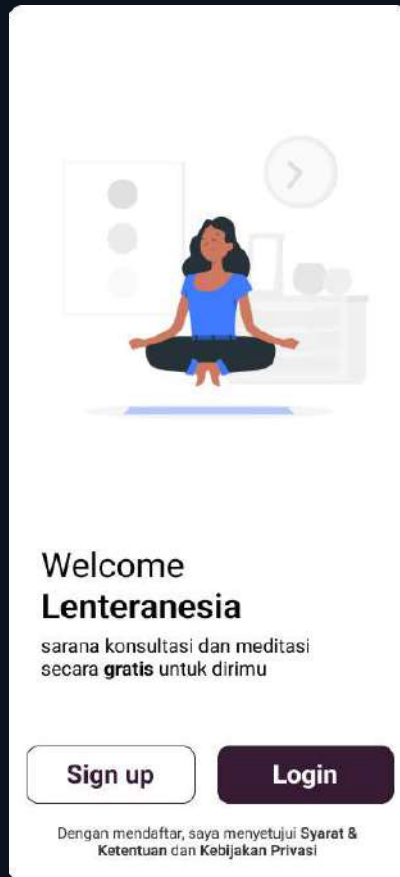 Welcome
Lenteranesia
sarana konsultasi dan meditasi
secara gratis untuk dirimu
Sign up
Login
Dengan mendaftar, saya menyetujui Syarat &
Ketentuan dan Kebijakan Privasi